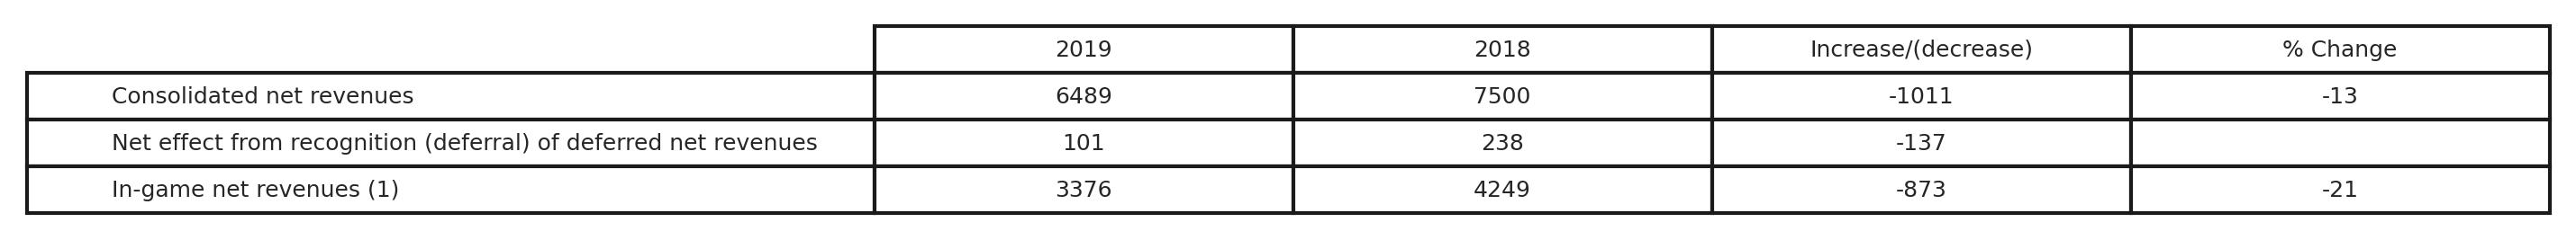 2019 2018 Increase/(decrease) % Change
Consolidated net revenues 6489 7500 -1011 -13
Net effect from recognition (deferral) of deferred net revenues 101 238 -137
In-game net revenues (1) 3376 4249 -873 -21